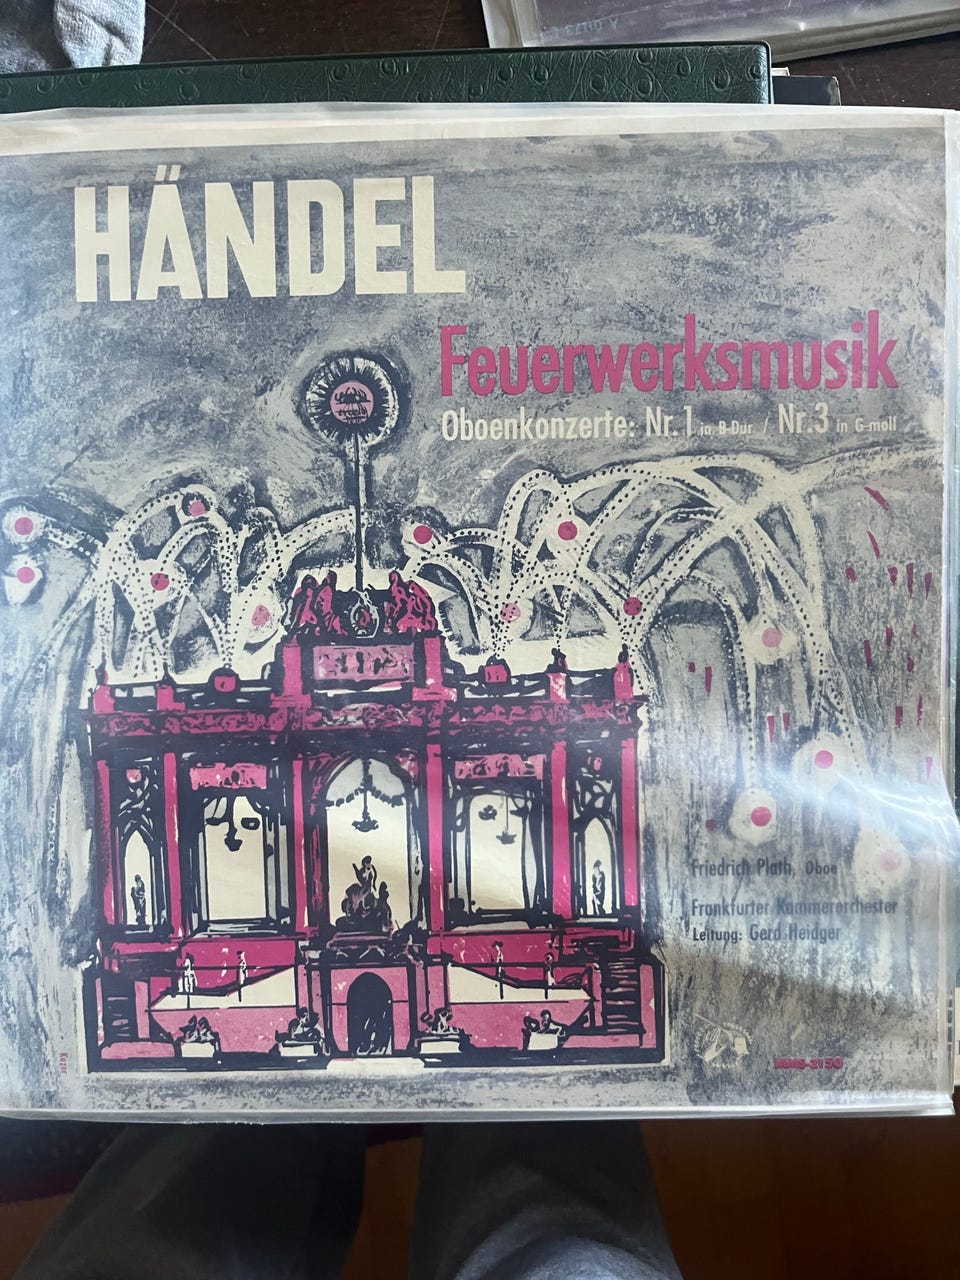 HÄNDEL
Feuerwerksmusik
Oboenkonzerte: Nr. 1 in B-Dur / Nr. 3 in G-moll
Friedrich Plath, Oboe
Frankfurter Kammerorchester
Leitung: Gerd Heidger
MMS-2150